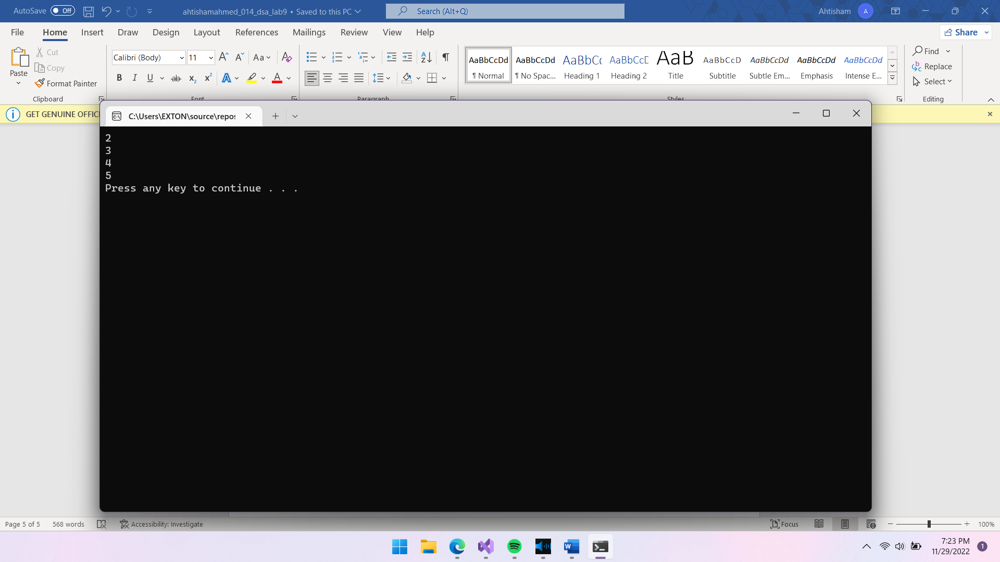 AutoSave Off ahtishamahmed_014_dsa_lab9 • Saved to this PC Search (Alt+Q) Ahtisham A
File Home Insert Draw Design Layout References Mailings Review View Help Share
Paste Cut Copy Format Painter
Calibri (Body) 11
AaBbCcDd AaBbCcDd AaBbCc AaBbCcD AaB AaBbCcD AaBbCcDd AaBbCcDd AaBbCcDd
¶ Normal ¶ No Spac... Heading 1 Heading 2 Title Subtitle Subtle Em... Emphasis Intense E...
Find
Replace
Select
Clipboard Font Paragraph Styles Editing
GET GENUINE OFFIC
C:\Users\EXTON\source\repos
2
3
4
5
Press any key to continue . . .
Page 5 of 5 568 words Accessibility: Investigate Focus 100%
7:23 PM
11/29/2022 1